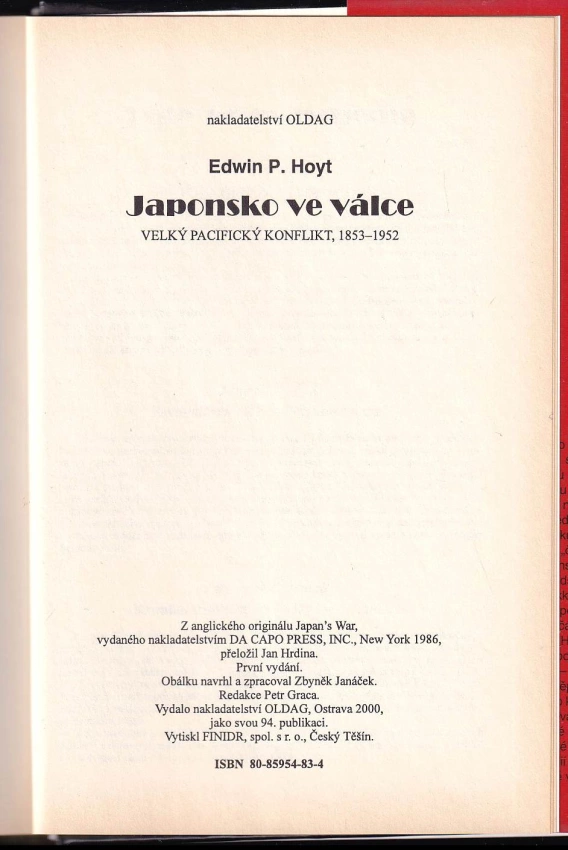 nakladatelství OLDAG
Edwin P. Hoyt
Japonsko ve válce
VELKÝ PACIFICKÝ KONFLIKT, 1853–1952
Z anglického originálu Japan's War,
vydaného nakladatelstvím DA CAPO PRESS, INC., New York 1986,
přeložil Jan Hrdina.
První vydání.
Obálku navrhl a zpracoval Zbyněk Janáček.
Redakce Petr Graca.
Vydalo nakladatelství OLDAG, Ostrava 2000,
jako svou 94. publikaci.
Vytiskl FINIDR, spol. s r. o., Český Těšín.
ISBN 80-85954-83-4